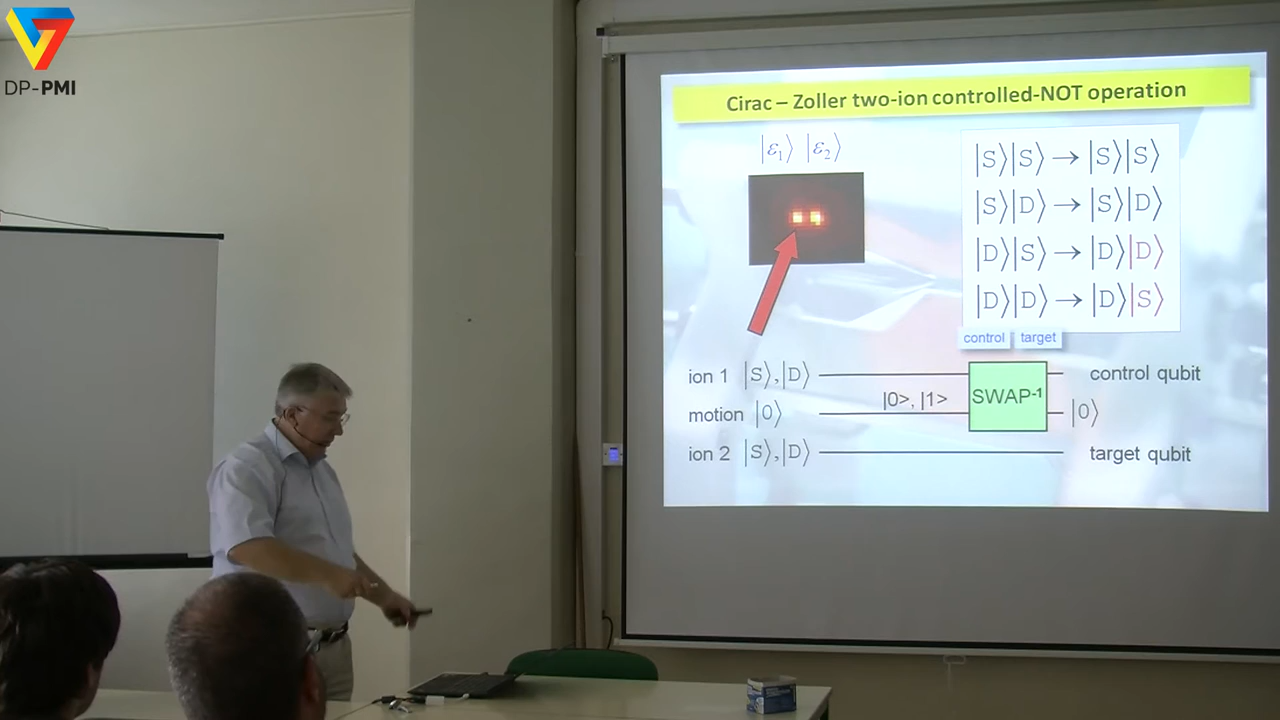 DP-PMI
Cirac – Zoller two-ion controlled-NOT operation
|ε₁⟩ |ε₂⟩
|S⟩|S⟩ → |S⟩|S⟩
|S⟩|D⟩ → |S⟩|D⟩
|D⟩|S⟩ → |D⟩|D⟩
|D⟩|D⟩ → |D⟩|S⟩
control target
ion 1 |S⟩,|D⟩ SWAP⁻¹ control qubit
motion |0⟩ |0>, |1> |0⟩
ion 2 |S⟩,|D⟩ target qubit